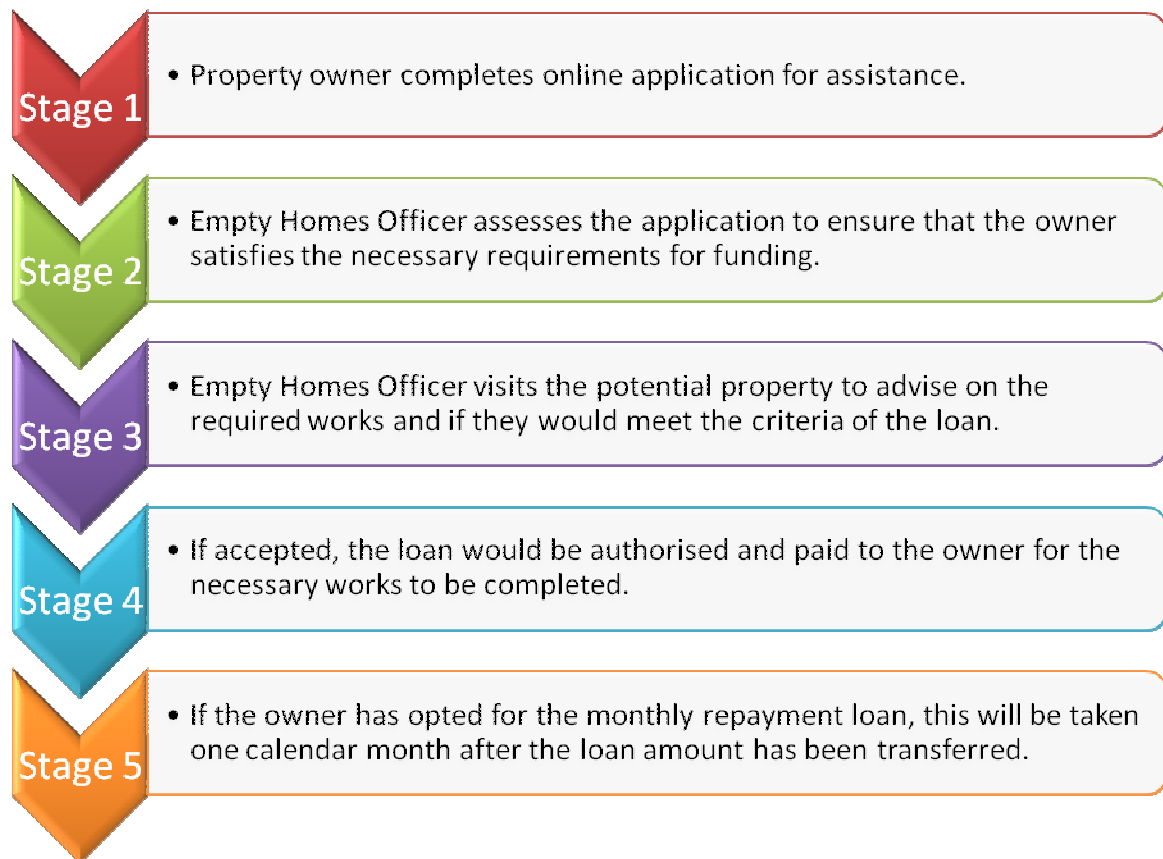 Stage 1
• Property owner completes online application for assistance.
Stage 2
• Empty Homes Officer assesses the application to ensure that the owner
satisfies the necessary requirements for funding.
Stage 3
• Empty Homes Officer visits the potential property to advise on the
required works and if they would meet the criteria of the loan.
Stage 4
• If accepted, the loan would be authorised and paid to the owner for the
necessary works to be completed.
Stage 5
• If the owner has opted for the monthly repayment loan, this will be taken
one calendar month after the loan amount has been transferred.